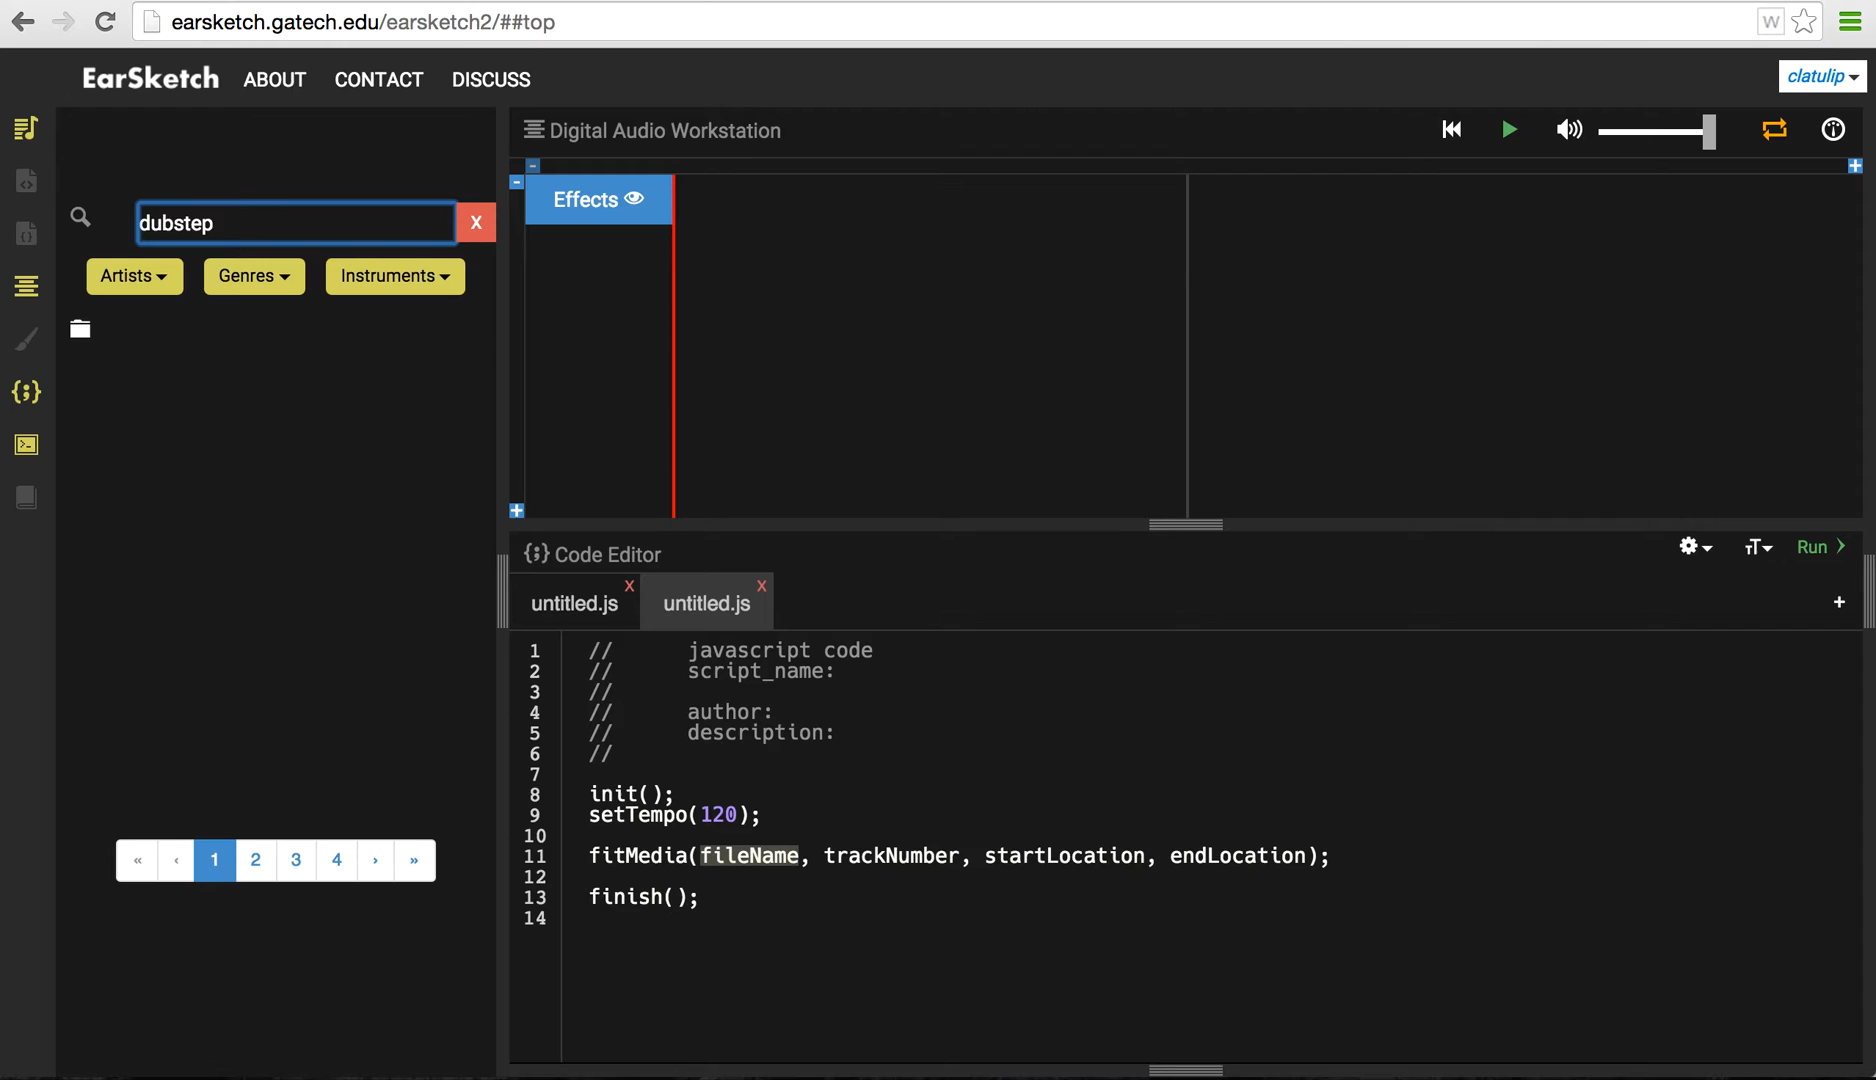 earsketch.gatech.edu/earsketch2/##top
W
EarSketch ABOUT CONTACT DISCUSS
clatulip
dubstep X
Artists Genres Instruments
« ‹ 1 2 3 4 › »
Digital Audio Workstation
Effects
{;} Code Editor
Run
untitled.js X untitled.js X
1 // javascript code
2 // script_name:
3 //
4 // author:
5 // description:
6 //
7
8 init();
9 setTempo(120);
10
11 fitMedia(fileName, trackNumber, startLocation, endLocation);
12
13 finish();
14